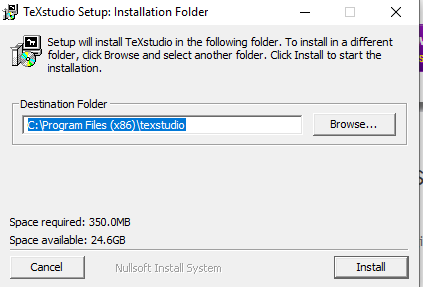 TeXstudio Setup: Installation Folder
Setup will install TeXstudio in the following folder. To install in a different
folder, click Browse and select another folder. Click Install to start the
installation.
Destination Folder
C:\Program Files (x86)\texstudio
Browse...
Space required: 350.0MB
Space available: 24.6GB
Cancel
Nullsoft Install System
Install